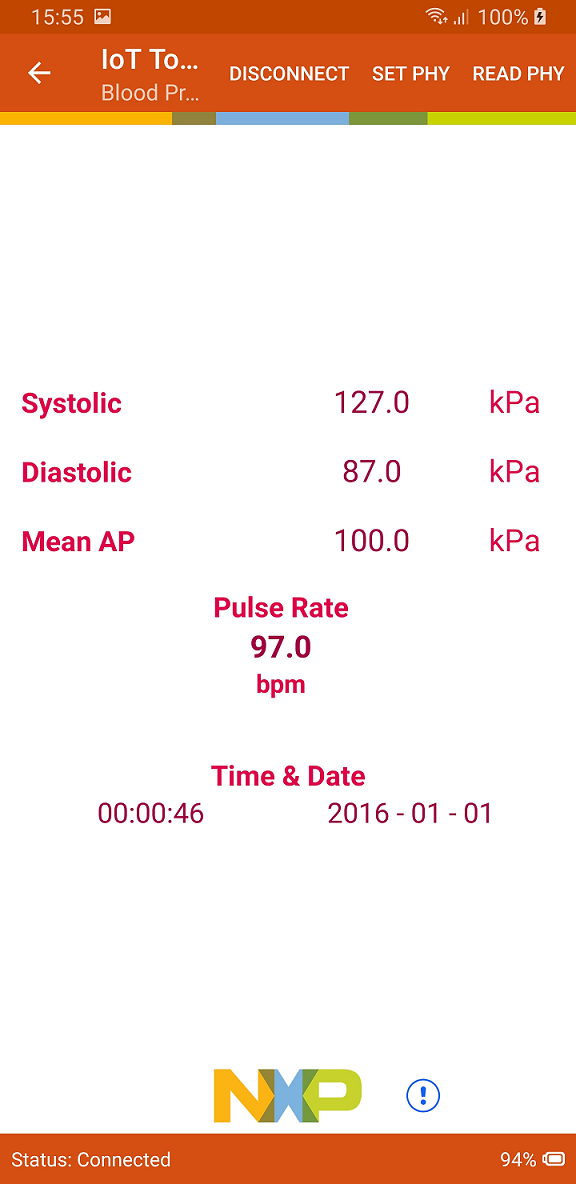 15:55 100%
IoT To... DISCONNECT SET PHY READ PHY
Blood Pr...
Systolic 127.0 kPa
Diastolic 87.0 kPa
Mean AP 100.0 kPa
Pulse Rate
97.0
bpm
Time & Date
00:00:46 2016 - 01 - 01
NXP
Status: Connected 94%